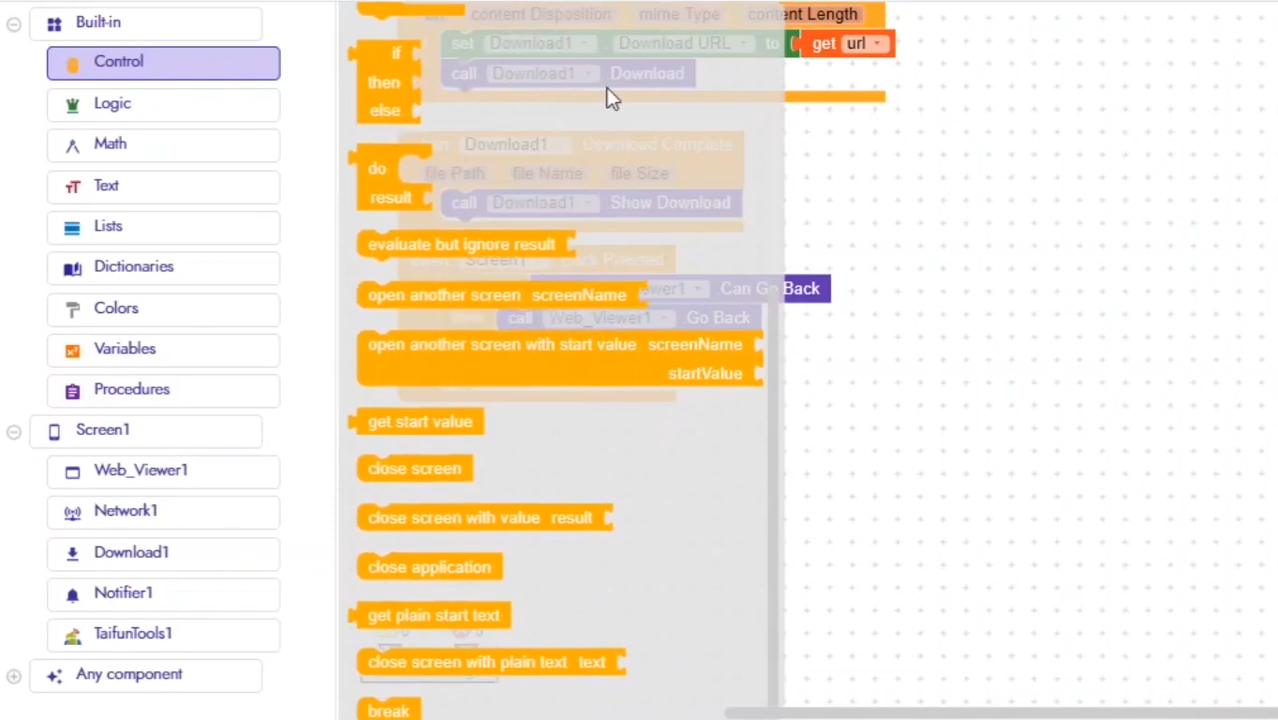 Built-in
Control
Logic
Math
Text
Lists
Dictionaries
Colors
Variables
Procedures
Screen1
Web_Viewer1
Network1
Download1
Notifier1
TaifunTools1
Any component
if
then
else
do
result
evaluate but ignore result
open another screen screenName
open another screen with start value screenName
startValue
get start value
close screen
close screen with value result
close application
get plain start text
close screen with plain text text
break
content Disposition mime Type content Length
set Download1 . Download URL to get url
call Download1 . Download
Download1 . Download Complete
file Path file Name file Size
call Download1 . Show Download
Screen1
Can Go Back
call Web_Viewer1 . Go Back